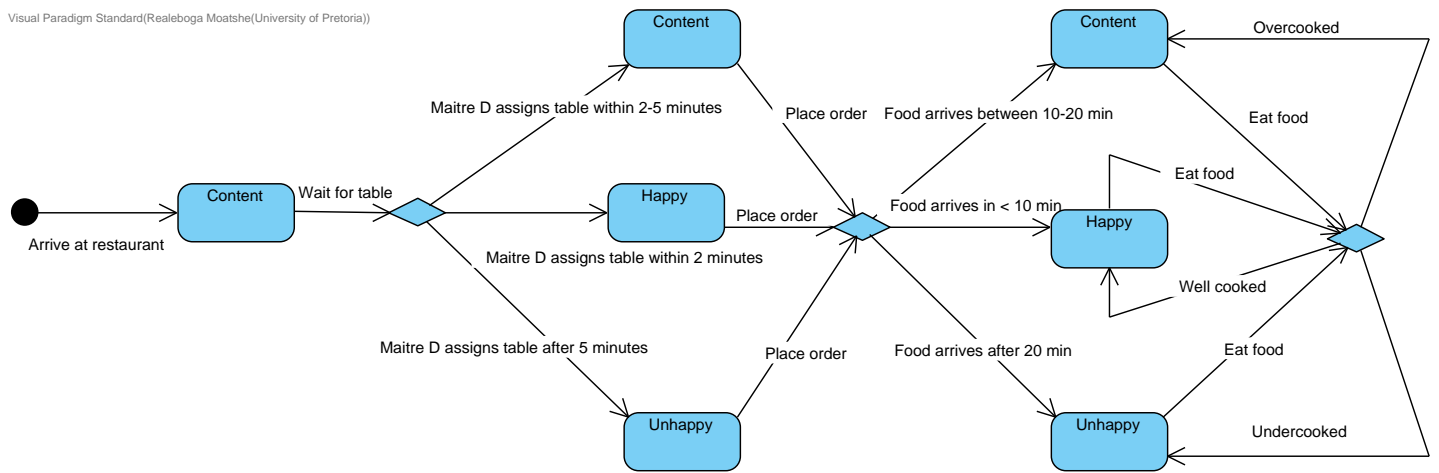 Visual Paradigm Standard(Realeboga Moatshe(University of Pretoria))
Content
Content
Overcooked
Maitre D assigns table within 2-5 minutes
Place order
Food arrives between 10-20 min
Eat food
Eat food
Content
Wait for table
Happy
Place order
Food arrives in < 10 min
Happy
Arrive at restaurant
Maitre D assigns table within 2 minutes
Well cooked
Maitre D assigns table after 5 minutes
Place order
Food arrives after 20 min
Eat food
Unhappy
Unhappy
Undercooked